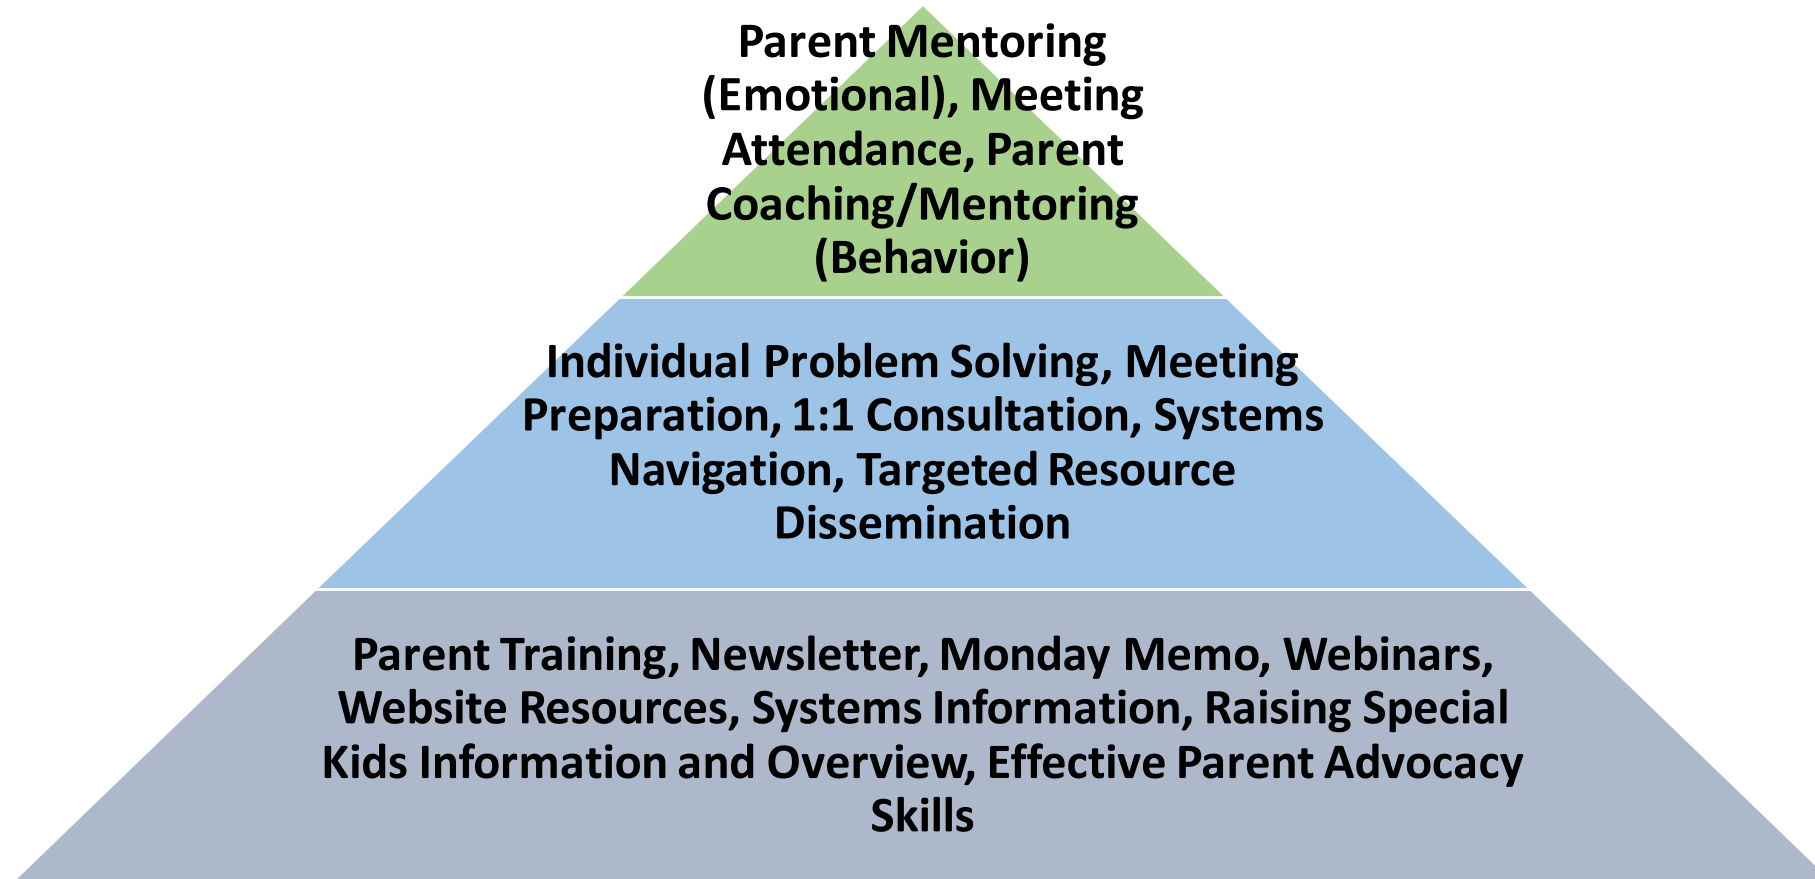 Parent Mentoring
(Emotional), Meeting
Attendance, Parent
Coaching/Mentoring
(Behavior)
Individual Problem Solving, Meeting
Preparation, 1:1 Consultation, Systems
Navigation, Targeted Resource
Dissemination
Parent Training, Newsletter, Monday Memo, Webinars,
Website Resources, Systems Information, Raising Special
Kids Information and Overview, Effective Parent Advocacy
Skills